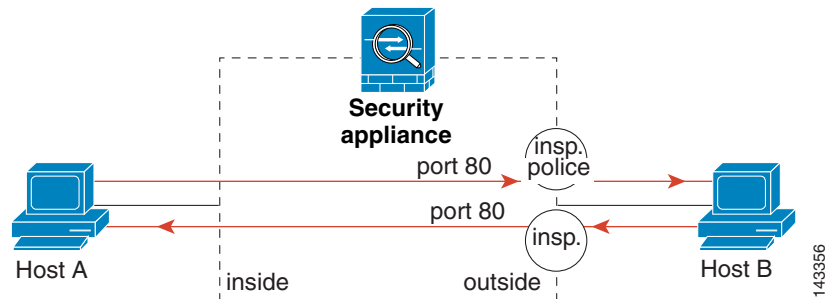 Security
appliance
insp.
police
port 80
port 80
insp.
Host A
inside
outside
Host B
143356